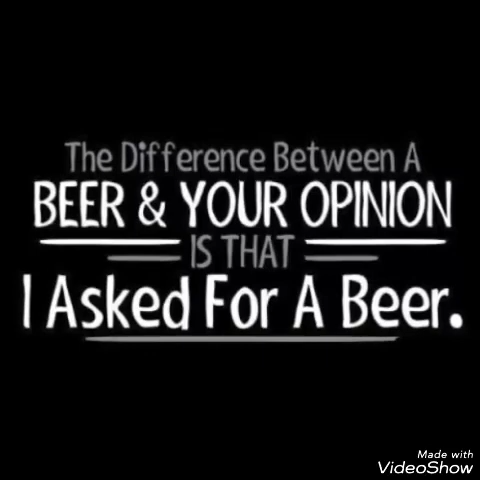 The Difference Between A
BEER & YOUR OPINION
IS THAT
I Asked For A Beer.
Made with
VideoShow